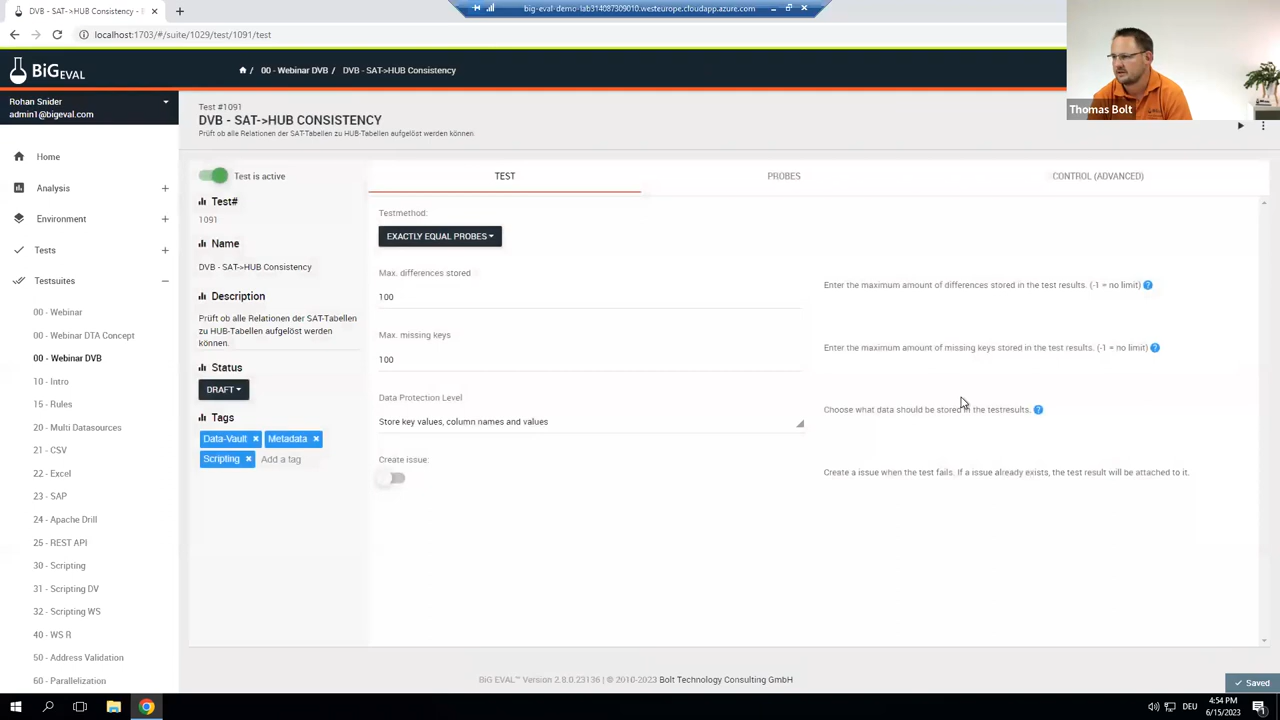 DVB - SAT->HUB Consistency - Bi
big-eval-demo-lab314087309010.westeurope.cloudapp.azure.com
localhost:1703/#/suite/1029/test/1091/test
BiG EVAL
/ 00 - Webinar DVB / DVB - SAT->HUB Consistency
Thomas Bolt
Rohan Snider
admin1@bigeval.com
Home
Analysis
Environment
Tests
Testsuites
00 - Webinar
00 - Webinar DTA Concept
00 - Webinar DVB
10 - Intro
15 - Rules
20 - Multi Datasources
21 - CSV
22 - Excel
23 - SAP
24 - Apache Drill
25 - REST API
30 - Scripting
31 - Scripting DV
32 - Scripting WS
40 - WS R
50 - Address Validation
60 - Parallelization
Test #1091
DVB - SAT->HUB CONSISTENCY
Prüft ob alle Relationen der SAT-Tabellen zu HUB-Tabellen aufgelöst werden können.
Test is active
Test#
1091
Name
DVB - SAT->HUB Consistency
Description
Prüft ob alle Relationen der SAT-Tabellen
zu HUB-Tabellen aufgelöst werden
können.
Status
DRAFT
Tags
Data-Vault
Metadata
Scripting
Add a tag
TEST
PROBES
CONTROL (ADVANCED)
Testmethod:
EXACTLY EQUAL PROBES
Max. differences stored
100
Enter the maximum amount of differences stored in the test results. (-1 = no limit)
Max. missing keys
100
Enter the maximum amount of missing keys stored in the test results. (-1 = no limit)
Data Protection Level
Store key values, column names and values
Choose what data should be stored in the testresults.
Create issue:
Create a issue when the test fails. If a issue already exists, the test result will be attached to it.
BiG EVAL™ Version 2.8.0.23136 | © 2010-2023 Bolt Technology Consulting GmbH
Saved
DEU
4:54 PM
6/15/2023